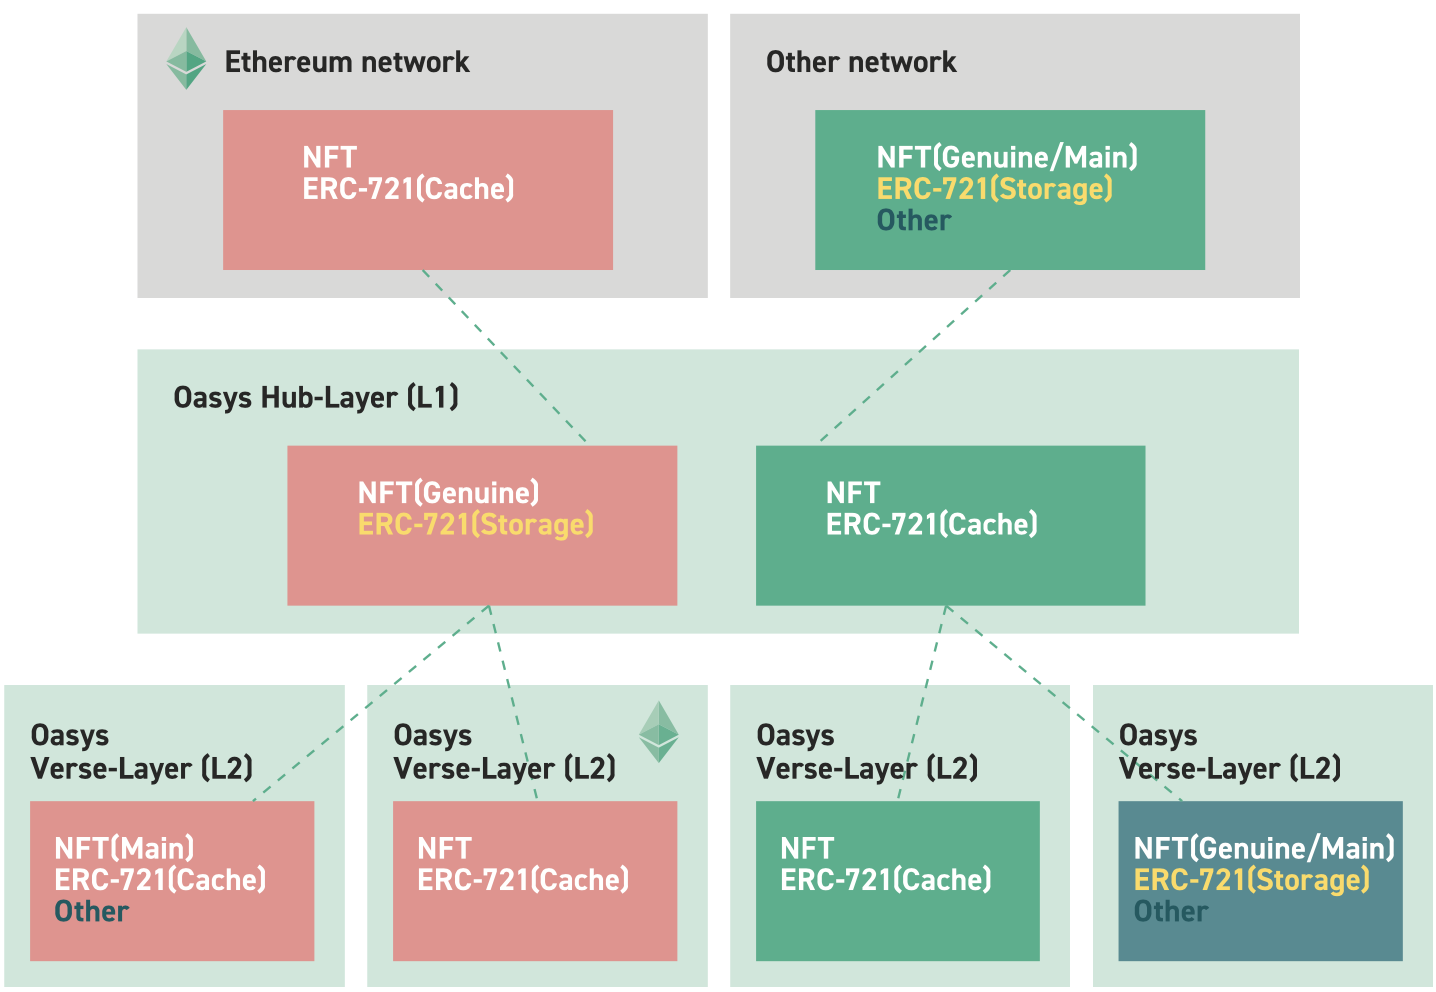 Ethereum network
NFT
ERC-721(Cache)
Other network
NFT(Genuine/Main)
ERC-721(Storage)
Other
Oasys Hub-Layer (L1)
NFT(Genuine)
ERC-721(Storage)
NFT
ERC-721(Cache)
Oasys
Verse-Layer (L2)
NFT(Main)
ERC-721(Cache)
Other
Oasys
Verse-Layer (L2)
NFT
ERC-721(Cache)
Oasys
Verse-Layer (L2)
NFT
ERC-721(Cache)
Oasys
Verse-Layer (L2)
NFT(Genuine/Main)
ERC-721(Storage)
Other